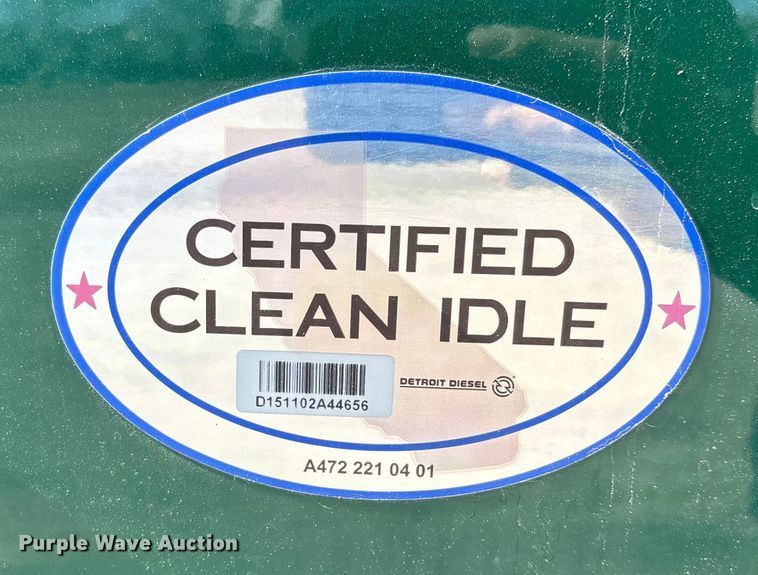 CERTIFIED
CLEAN IDLE
D151102A44656
DETROIT DIESEL
A472 221 04 01
Purple Wave Auction